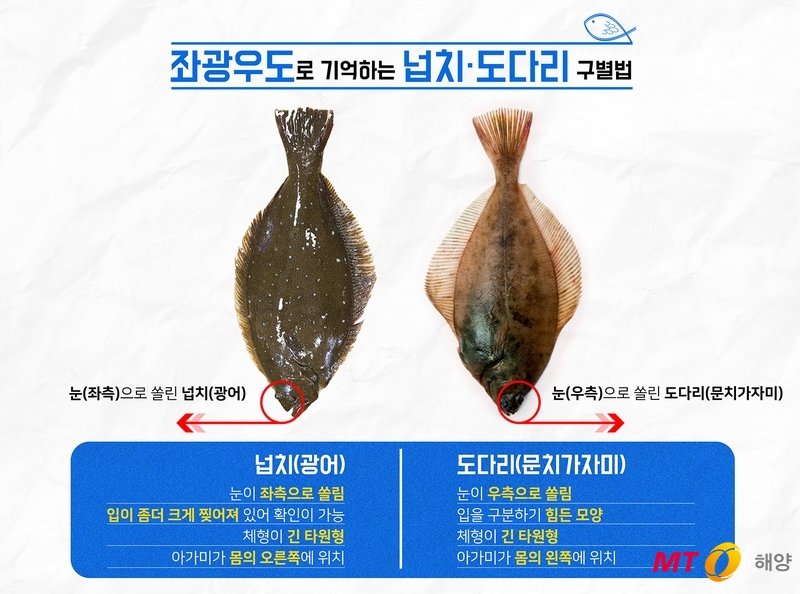 좌광우도로 기억하는 넙치·도다리 구별법
눈(좌측)으로 쏠린 넙치(광어)
눈(우측)으로 쏠린 도다리(문치가자미)
넙치(광어)
눈이 좌측으로 쏠림
입이 좀더 크게 찢어져 있어 확인이 가능
체형이 긴 타원형
아가미가 몸의 오른쪽에 위치
도다리(문치가자미)
눈이 우측으로 쏠림
입을 구분하기 힘든 모양
체형이 긴 타원형
아가미가 몸의 왼쪽에 위치
MT 해양